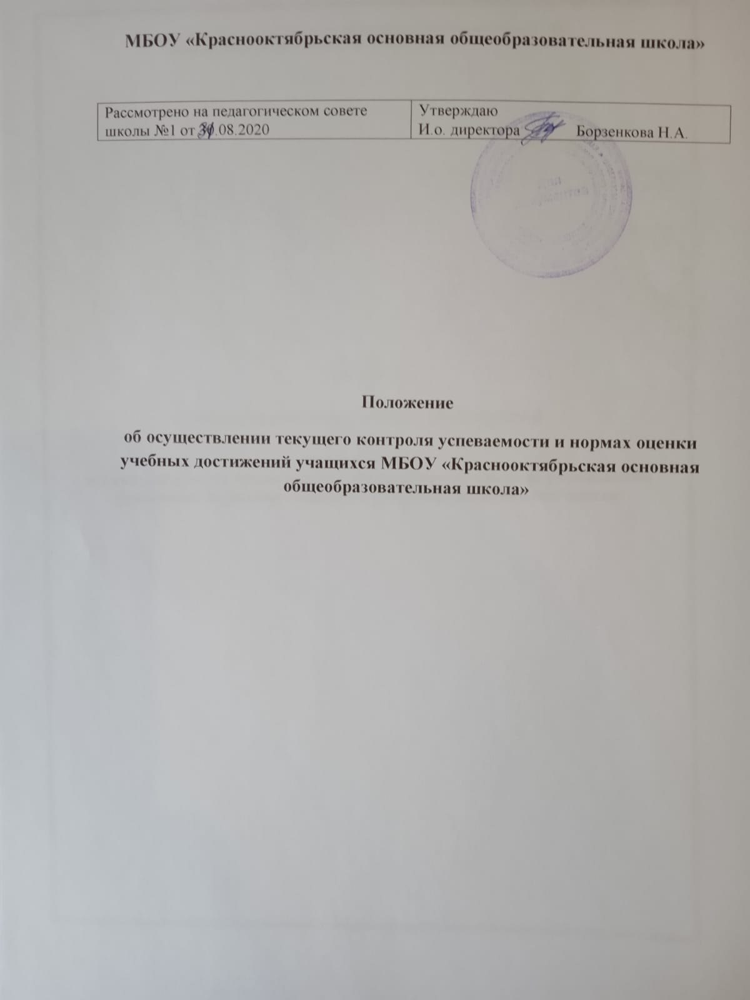 МБОУ «Краснооктябрьская основная общеобразовательная школа»
Рассмотрено на педагогическом совете
школы №1 от .08.2020
Утверждаю
И.о. директора Борзенкова Н.А.
Положение
об осуществлении текущего контроля успеваемости и нормах оценки
учебных достижений учащихся МБОУ «Краснооктябрьская основная
общеобразовательная школа»